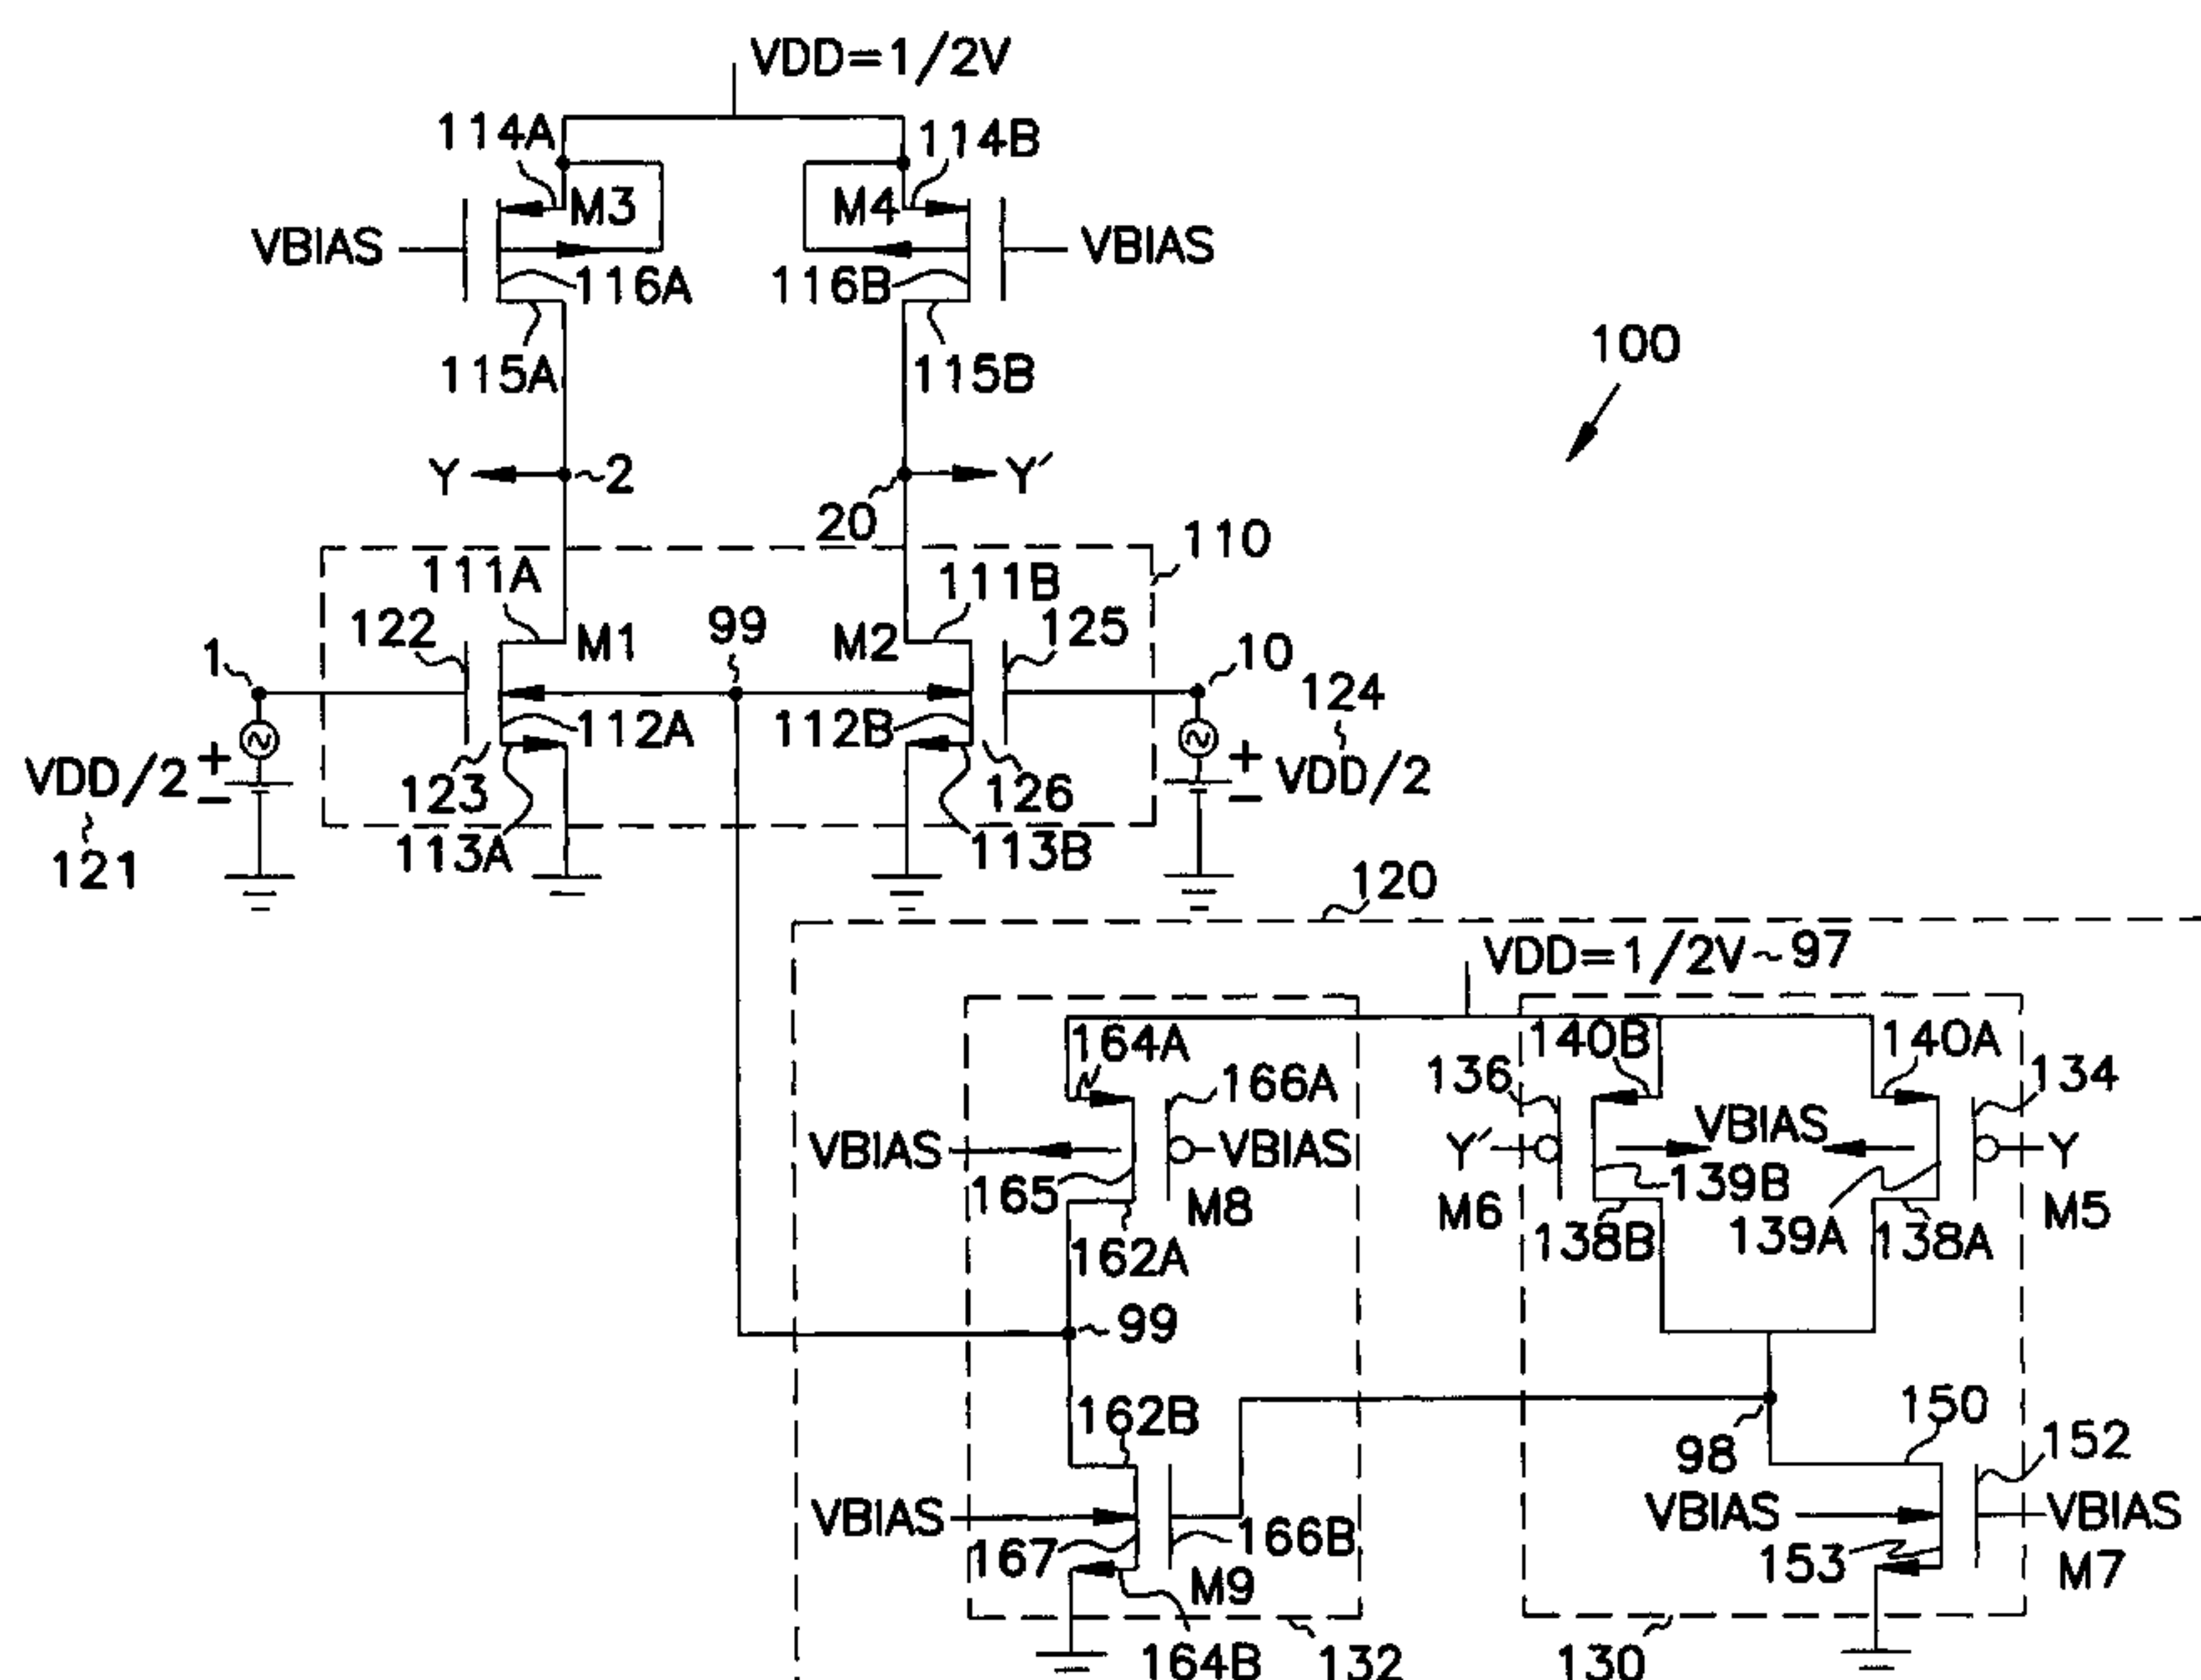 VDD=1/2V
114A
114B
M3
M4
VBIAS
VBIAS
116A
116B
115A
115B
100
Y
2
Y′
20
110
111A
111B
122
M1
99
M2
125
1
10
124
112A
112B
VDD/2
+
−
+
−
VDD/2
123
126
113A
113B
121
120
VDD=1/2V
97
164A
140B
140A
166A
136
134
VBIAS
VBIAS
Y′
VBIAS
Y
165
M8
M6
139B
M5
162A
138B
139A
138A
99
162B
150
98
152
VBIAS
VBIAS
VBIAS
167
166B
153
M9
M7
164B
132
130